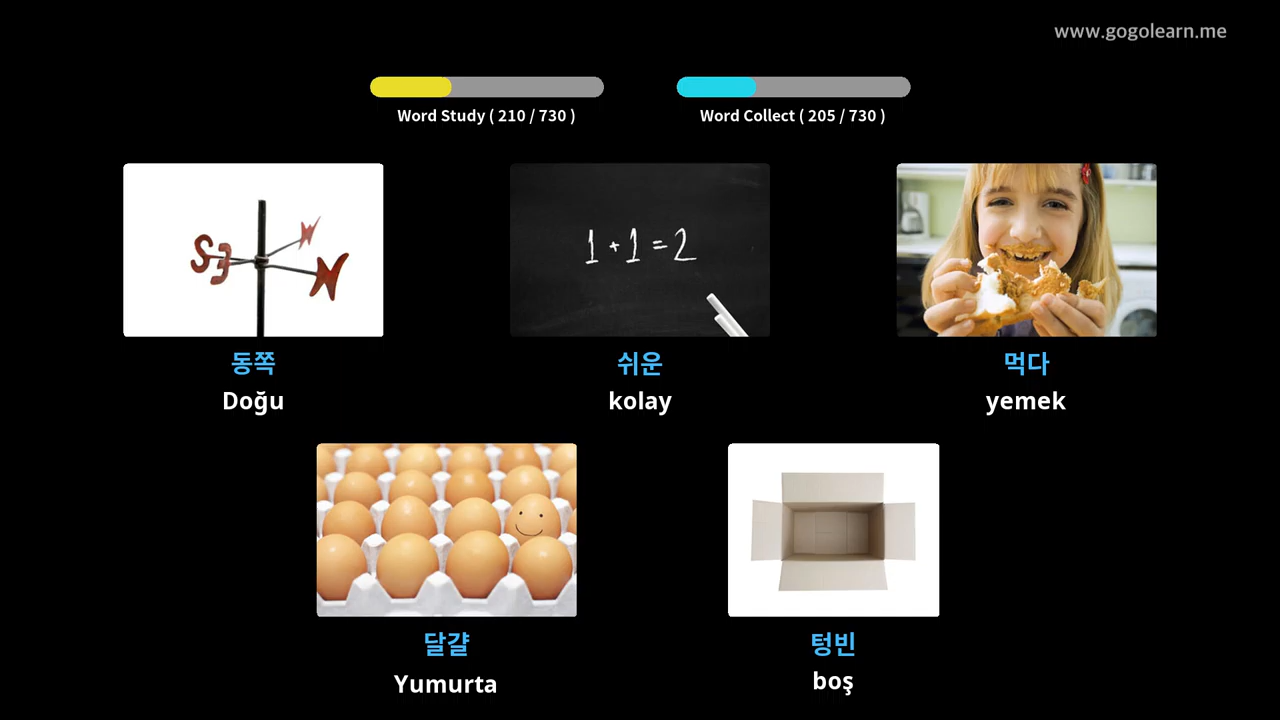 www.gogolearn.me
Word Study ( 210 / 730 )
Word Collect ( 205 / 730 )
S E N W
1 + 1 = 2
동쪽
쉬운
먹다
Doğu
kolay
yemek
달걀
텅빈
Yumurta
boş